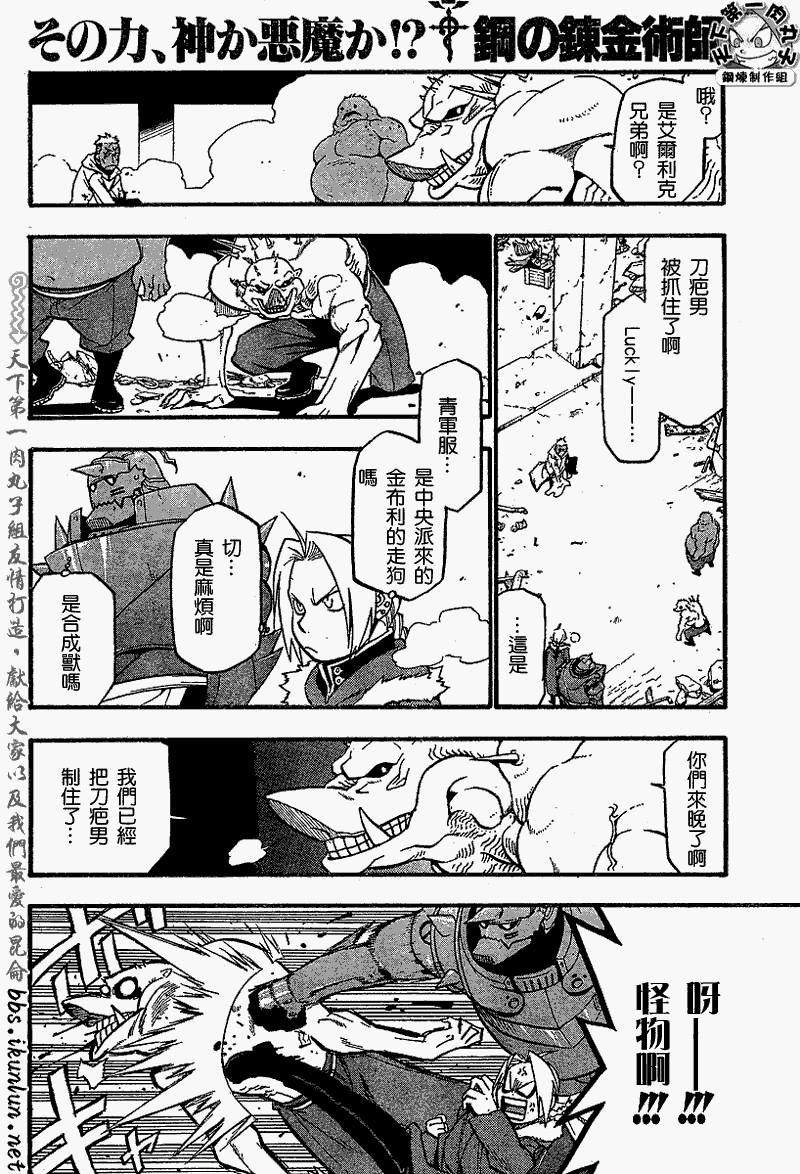 その力、神か悪魔か!? 鋼の錬金術師
天下第一肉丸子
鋼煉制作組
哦?
是艾爾利克
兄弟啊?
刀疤男
被抓住了啊
Luckly——…
…這是
青軍服…
是中央派來的
金布利的走狗
嗎
切…
真是麻煩啊
是合成獸嗎
你們來晚了啊
我們已經
把刀疤男
制住了…
呀——!!!
怪物啊!!!
天下第一肉丸子組友情打造，獻給大家以及我們最愛的昆侖 bbs.ikunlun.net